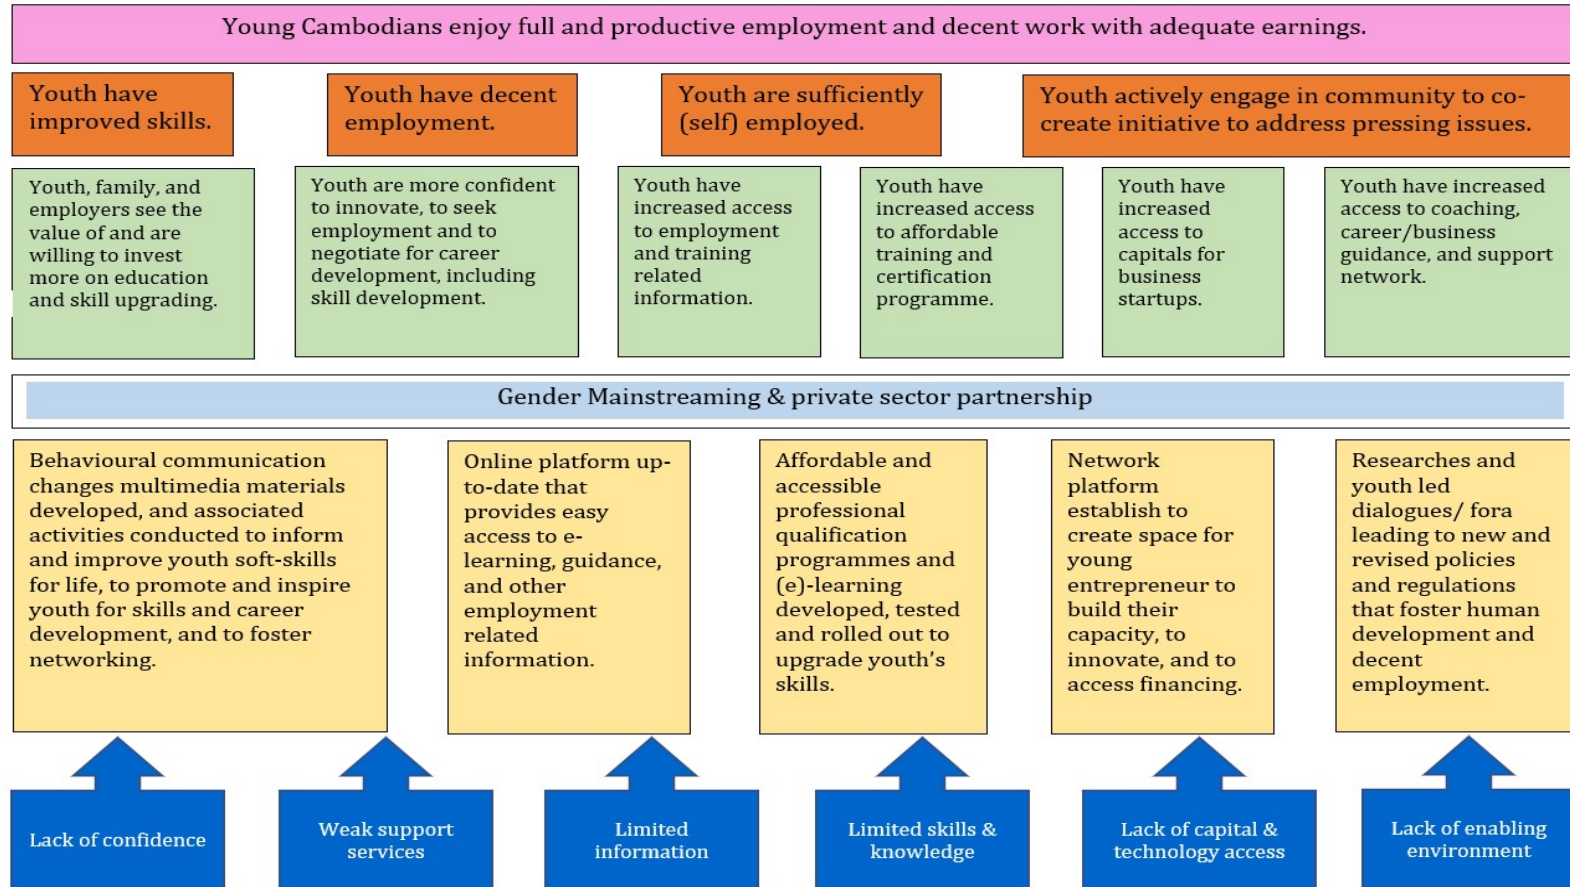 Young Cambodians enjoy full and productive employment and decent work with adequate earnings.
Youth have
improved skills.
Youth have decent
employment.
Youth are sufficiently
(self) employed.
Youth actively engage in community to co-
create initiative to address pressing issues.
Youth, family, and
employers see the
value of and are
willing to invest
more on education
and skill upgrading.
Youth are more confident
to innovate, to seek
employment and to
negotiate for career
development, including
skill development.
Youth have
increased access
to employment
and training
related
information.
Youth have
increased access
to affordable
training and
certification
programme.
Youth have
increased
access to
capitals for
business
startups.
Youth have increased
access to coaching,
career/business
guidance, and support
network.
Gender Mainstreaming & private sector partnership
Behavioural communication
changes multimedia materials
developed, and associated
activities conducted to inform
and improve youth soft-skills
for life, to promote and inspire
youth for skills and career
development, and to foster
networking.
Online platform up-
to-date that
provides easy
access to e-
learning, guidance,
and other
employment
related
information.
Affordable and
accessible
professional
qualification
programmes and
(e)-learning
developed, tested
and rolled out to
upgrade youth's
skills.
Network
platform
establish to
create space for
young
entrepreneur to
build their
capacity, to
innovate, and to
access financing.
Researches and
youth led
dialogues/ fora
leading to new and
revised policies
and regulations
that foster human
development and
decent
employment.
Lack of confidence
Weak support
services
Limited
information
Limited skills &
knowledge
Lack of capital &
technology access
Lack of enabling
environment